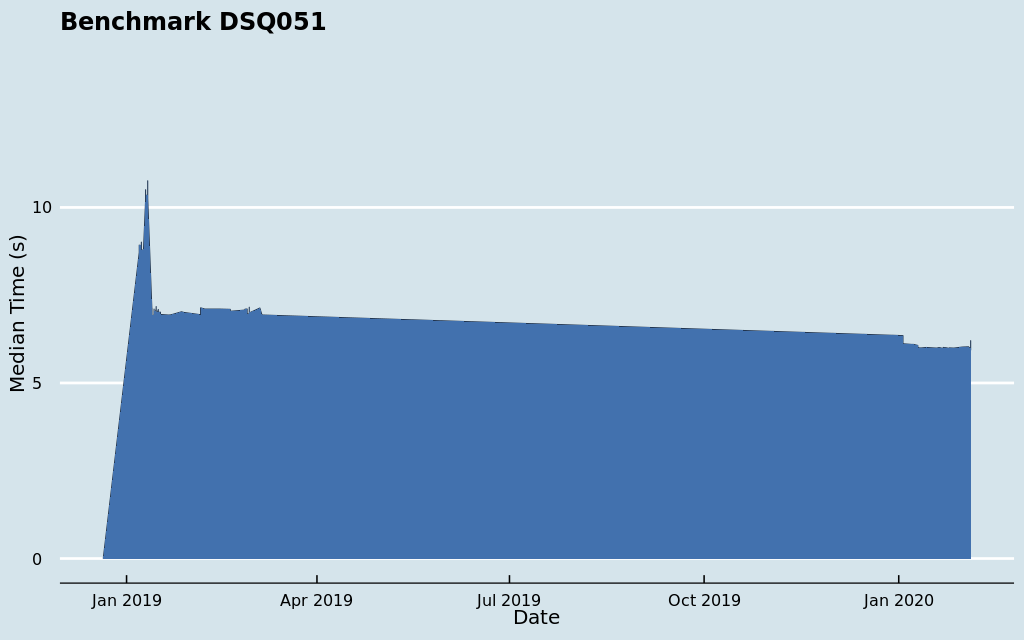 Benchmark DSQ051
Median Time (s)
10
5
0
Jan 2019
Apr 2019
Jul 2019
Oct 2019
Jan 2020
Date